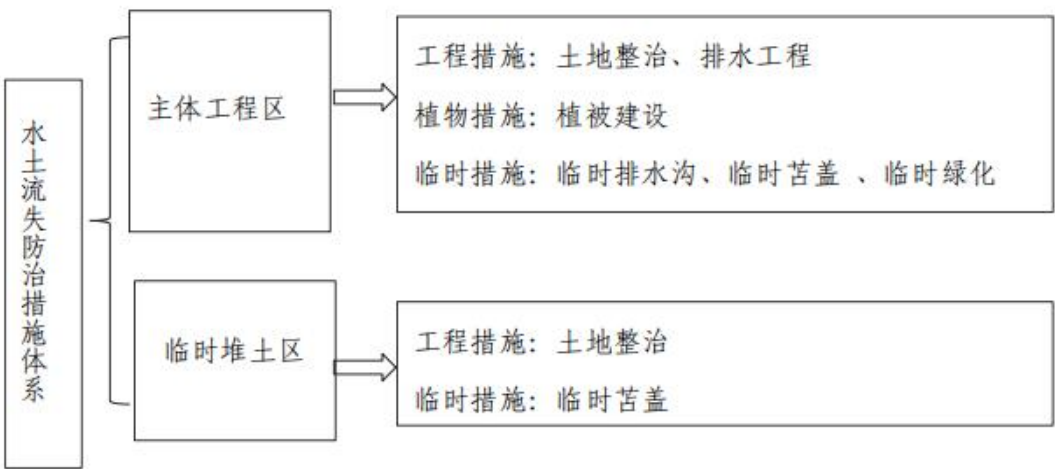 水土流失防治措施体系
主体工程区
工程措施：土地整治、排水工程
植物措施：植被建设
临时措施：临时排水沟、临时苫盖 、临时绿化
临时堆土区
工程措施：土地整治
临时措施：临时苫盖